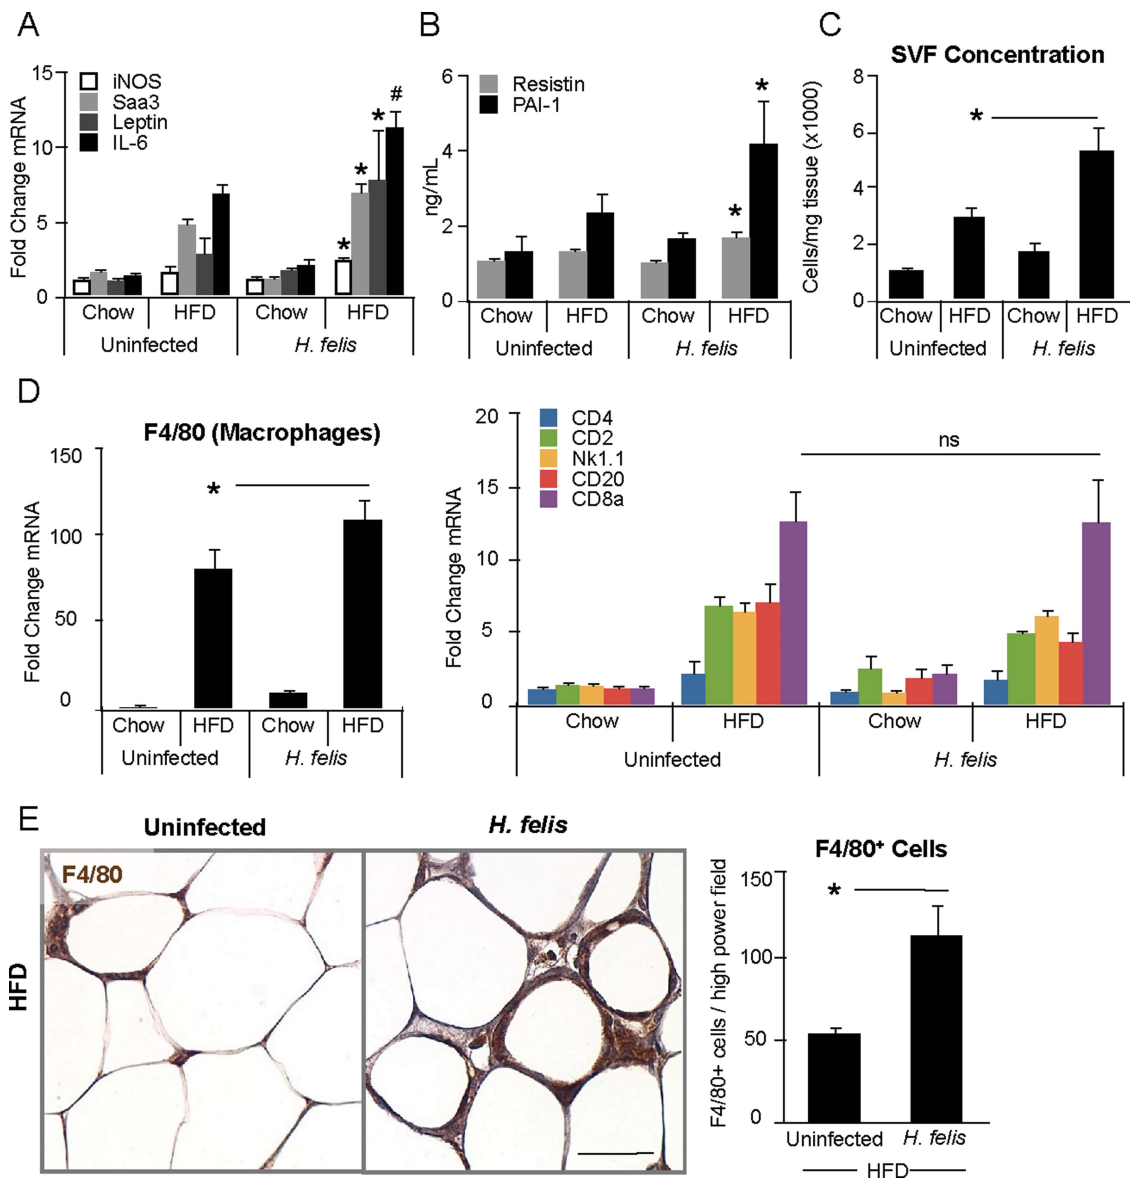 A
iNOS
Saa3
Leptin
IL-6
Fold Change mRNA
15
10
5
0
*
*
*
#
Chow
HFD
Chow
HFD
Uninfected
H. felis
B
Resistin
PAI-1
ng/mL
6
4
2
0
*
*
Chow
HFD
Chow
HFD
Uninfected
H. felis
C
SVF Concentration
Cells/mg tissue (x1000)
8
6
4
2
0
*
Chow
HFD
Chow
HFD
Uninfected
H. felis
D
F4/80 (Macrophages)
Fold Change mRNA
150
100
50
0
*
Chow
HFD
Chow
HFD
Uninfected
H. felis
CD4
CD2
Nk1.1
CD20
CD8a
Fold Change mRNA
20
15
10
5
0
ns
Chow
HFD
Chow
HFD
Uninfected
H. felis
E
Uninfected
H. felis
F4/80
HFD
F4/80+ Cells
F4/80+ cells / high power field
150
100
50
0
*
Uninfected
H. felis
HFD